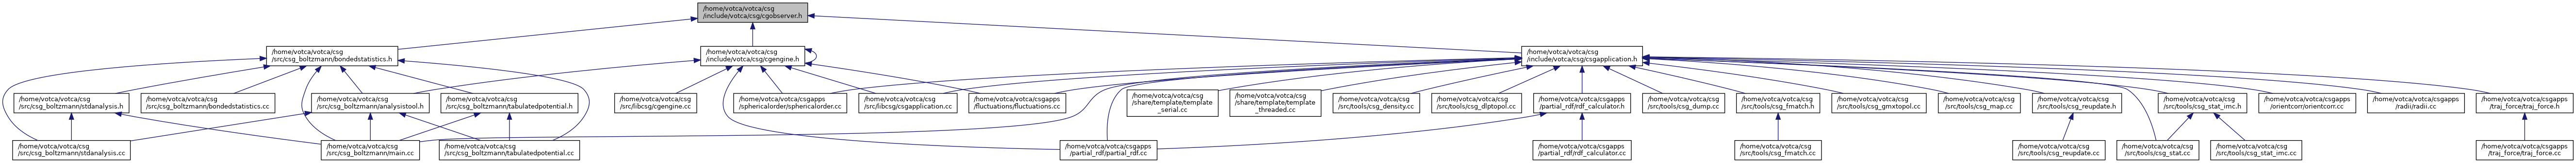 /home/votca/votca/csg
/include/votca/csg/cgobserver.h
/home/votca/votca/csg
/src/csg_boltzmann/bondedstatistics.h
/home/votca/votca/csg
/include/votca/csg/cgengine.h
/home/votca/votca/csg
/include/votca/csg/csgapplication.h
/home/votca/votca/csg
/src/csg_boltzmann/stdanalysis.h
/home/votca/votca/csg
/src/csg_boltzmann/bondedstatistics.cc
/home/votca/votca/csg
/src/csg_boltzmann/analysistool.h
/home/votca/votca/csg
/src/csg_boltzmann/tabulatedpotential.h
/home/votca/votca/csg
/src/libcsg/cgengine.cc
/home/votca/votca/csgapps
/sphericalorder/sphericalorder.cc
/home/votca/votca/csg
/src/libcsg/csgapplication.cc
/home/votca/votca/csgapps
/fluctuations/fluctuations.cc
/home/votca/votca/csg
/share/template/template
_serial.cc
/home/votca/votca/csg
/share/template/template
_threaded.cc
/home/votca/votca/csg
/src/tools/csg_density.cc
/home/votca/votca/csg
/src/tools/csg_dlptopol.cc
/home/votca/votca/csgapps
/partial_rdf/rdf_calculator.h
/home/votca/votca/csg
/src/tools/csg_dump.cc
/home/votca/votca/csg
/src/tools/csg_fmatch.h
/home/votca/votca/csg
/src/tools/csg_gmxtopol.cc
/home/votca/votca/csg
/src/tools/csg_map.cc
/home/votca/votca/csg
/src/tools/csg_reupdate.h
/home/votca/votca/csg
/src/tools/csg_stat_imc.h
/home/votca/votca/csgapps
/orientcorr/orientcorr.cc
/home/votca/votca/csgapps
/radii/radii.cc
/home/votca/votca/csgapps
/traj_force/traj_force.h
/home/votca/votca/csg
/src/csg_boltzmann/stdanalysis.cc
/home/votca/votca/csg
/src/csg_boltzmann/main.cc
/home/votca/votca/csg
/src/csg_boltzmann/tabulatedpotential.cc
/home/votca/votca/csgapps
/partial_rdf/partial_rdf.cc
/home/votca/votca/csgapps
/partial_rdf/rdf_calculator.cc
/home/votca/votca/csg
/src/tools/csg_fmatch.cc
/home/votca/votca/csg
/src/tools/csg_reupdate.cc
/home/votca/votca/csg
/src/tools/csg_stat.cc
/home/votca/votca/csg
/src/tools/csg_stat_imc.cc
/home/votca/votca/csgapps
/traj_force/traj_force.cc